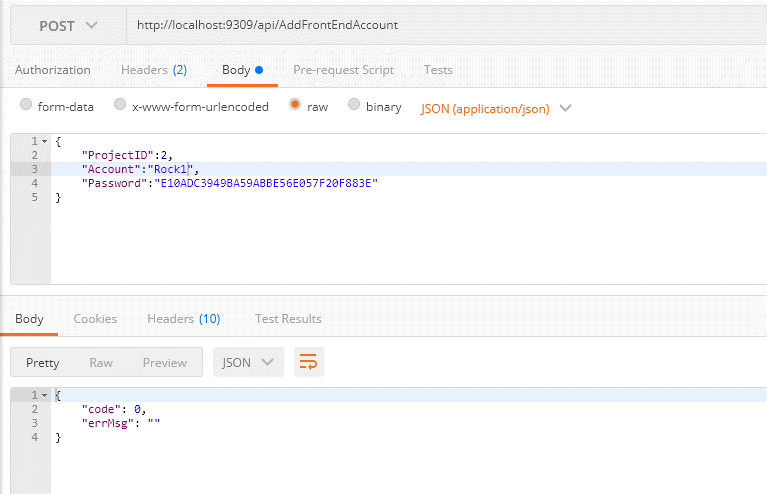 POST http://localhost:9309/api/AddFrontEndAccount
Authorization Headers (2) Body Pre-request Script Tests
form-data x-www-form-urlencoded raw binary JSON (application/json)
1 {
2 "ProjectID":2,
3 "Account":"Rock1",
4 "Password":"E10ADC3949BA59ABBE56E057F20F883E"
5 }
Body Cookies Headers (10) Test Results
Pretty Raw Preview JSON
1 {
2 "code": 0,
3 "errMsg": ""
4 }